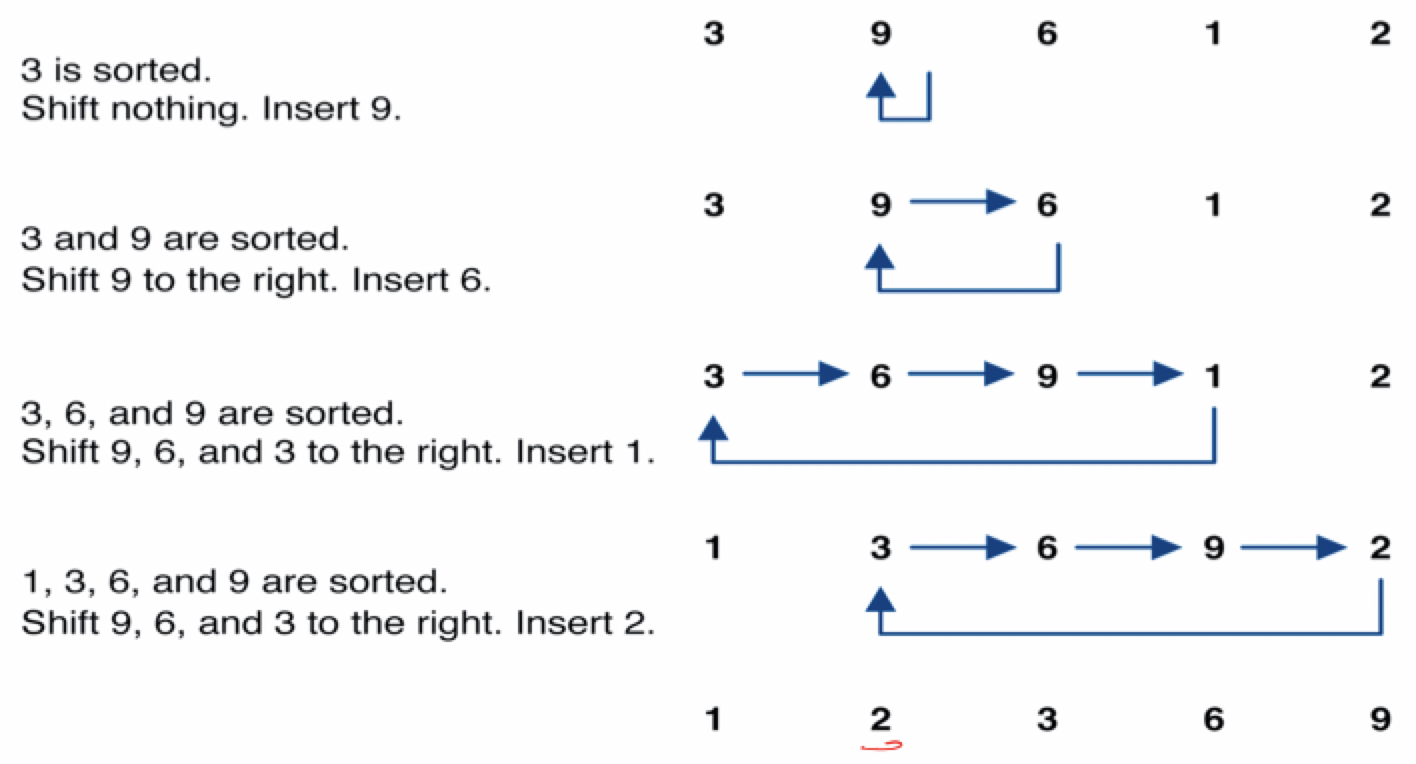 3 9 6 1 2
3 is sorted.
Shift nothing. Insert 9.
3 9 6 1 2
3 and 9 are sorted.
Shift 9 to the right. Insert 6.
3 6 9 1 2
3, 6, and 9 are sorted.
Shift 9, 6, and 3 to the right. Insert 1.
1 3 6 9 2
1, 3, 6, and 9 are sorted.
Shift 9, 6, and 3 to the right. Insert 2.
1 2 3 6 9